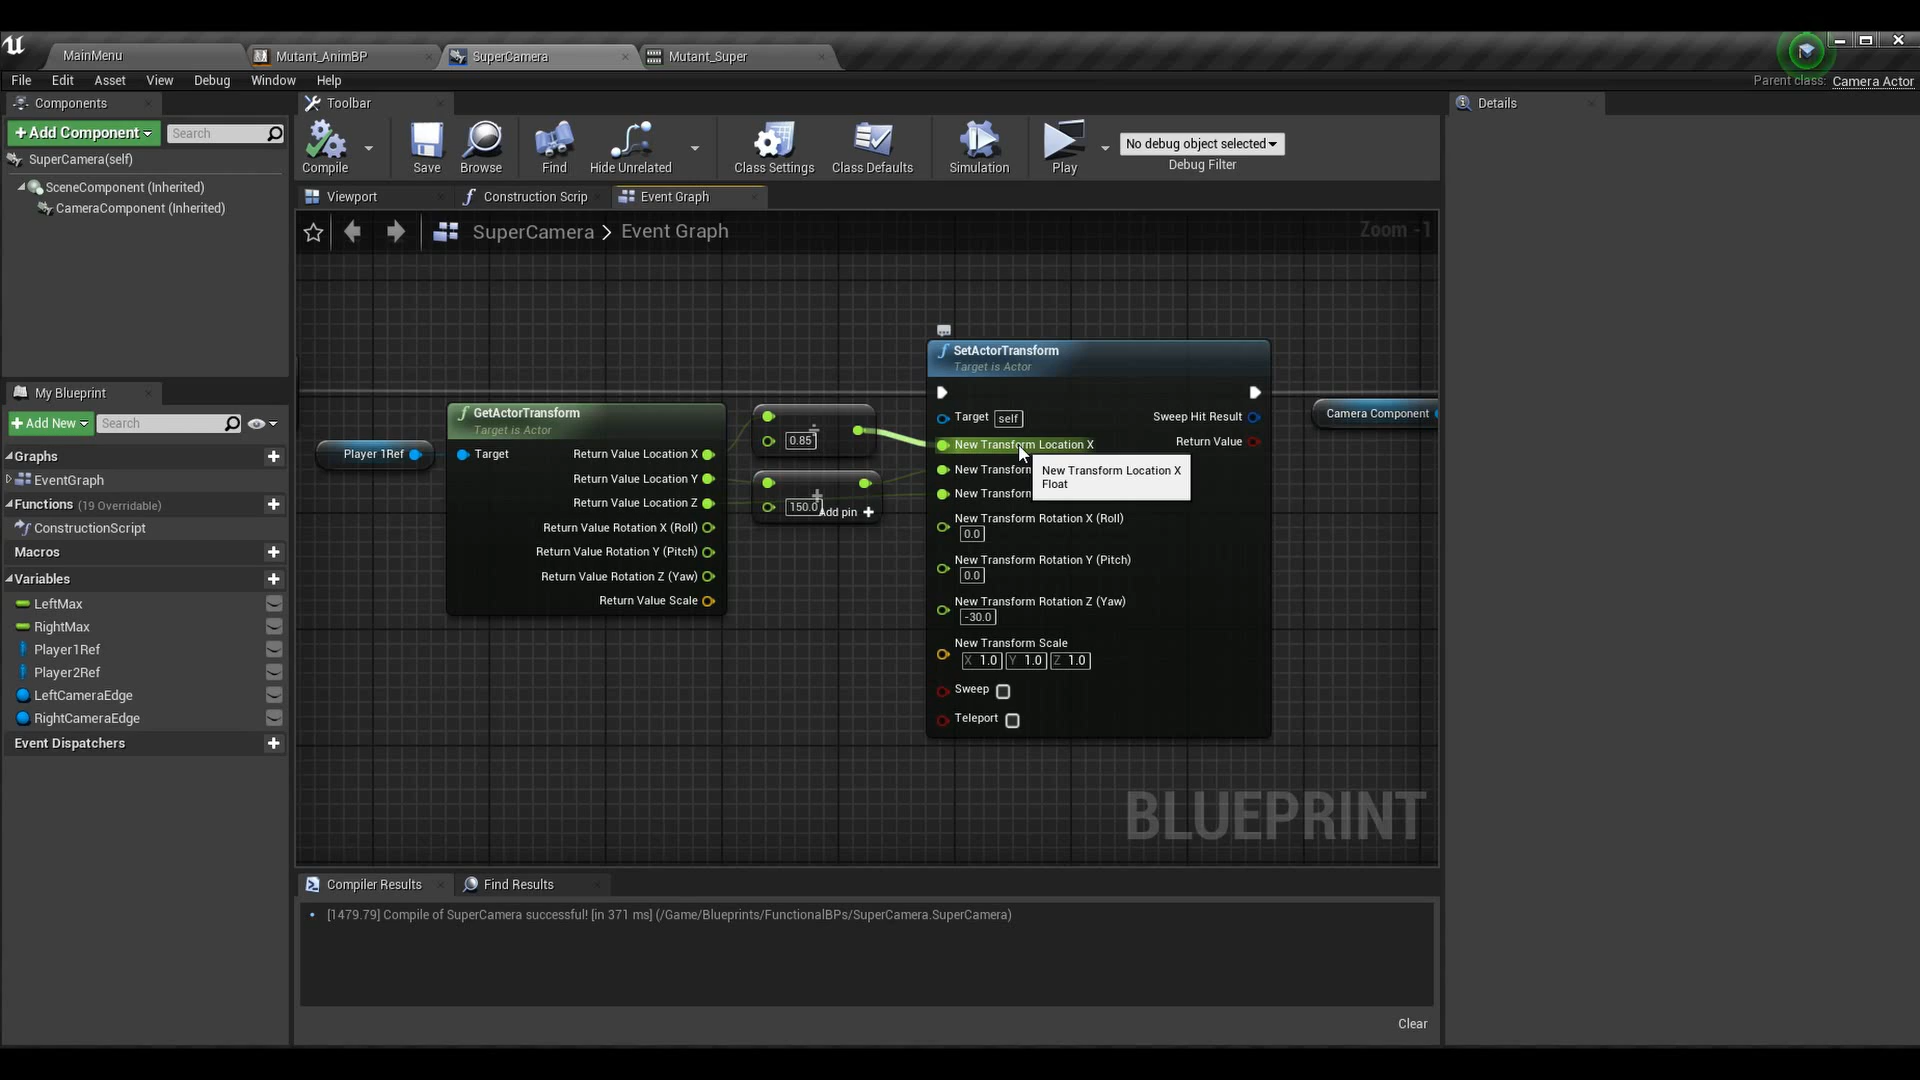 MainMenu
Mutant_AnimBP
SuperCamera
Mutant_Super
File Edit Asset View Debug Window Help
Parent class: Camera Actor
Components
Toolbar
Details
+ Add Component
Search
Compile
Save
Browse
Find
Hide Unrelated
Class Settings
Class Defaults
Simulation
Play
No debug object selected
Debug Filter
SuperCamera(self)
SceneComponent (Inherited)
CameraComponent (Inherited)
Viewport
Construction Scrip
Event Graph
SuperCamera > Event Graph
Zoom -1
My Blueprint
+ Add New
Search
Graphs
EventGraph
Functions (19 Overridable)
ConstructionScript
Macros
Variables
LeftMax
RightMax
Player1Ref
Player2Ref
LeftCameraEdge
RightCameraEdge
Event Dispatchers
Player 1Ref
GetActorTransform
Target is Actor
Target
Return Value Location X
Return Value Location Y
Return Value Location Z
Return Value Rotation X (Roll)
Return Value Rotation Y (Pitch)
Return Value Rotation Z (Yaw)
Return Value Scale
0.85
150.0
Add pin +
SetActorTransform
Target is Actor
Target self
Sweep Hit Result
New Transform Location X
Return Value
New Transform
New Transform
New Transform Location X
Float
New Transform Rotation X (Roll)
0.0
New Transform Rotation Y (Pitch)
0.0
New Transform Rotation Z (Yaw)
-30.0
New Transform Scale
X 1.0 Y 1.0 Z 1.0
Sweep
Teleport
Camera Component
BLUEPRINT
Compiler Results
Find Results
[1479.79] Compile of SuperCamera successful! [in 371 ms] (/Game/Blueprints/FunctionalBPs/SuperCamera.SuperCamera)
Clear